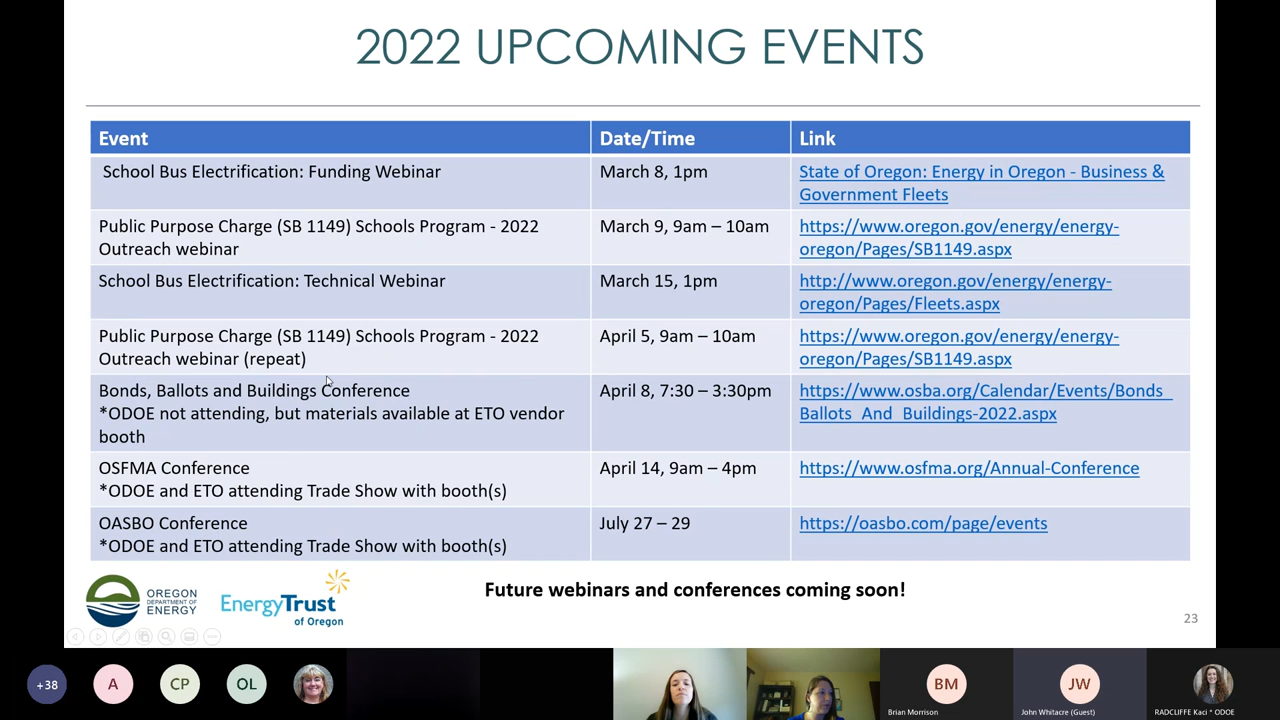 2022 UPCOMING EVENTS
Event Date/Time Link
School Bus Electrification: Funding Webinar March 8, 1pm State of Oregon: Energy in Oregon - Business &
Government Fleets
Public Purpose Charge (SB 1149) Schools Program - 2022 March 9, 9am – 10am https://www.oregon.gov/energy/energy-
Outreach webinar oregon/Pages/SB1149.aspx
School Bus Electrification: Technical Webinar March 15, 1pm http://www.oregon.gov/energy/energy-
oregon/Pages/Fleets.aspx
Public Purpose Charge (SB 1149) Schools Program - 2022 April 5, 9am – 10am https://www.oregon.gov/energy/energy-
Outreach webinar (repeat) oregon/Pages/SB1149.aspx
Bonds, Ballots and Buildings Conference April 8, 7:30 – 3:30pm https://www.osba.org/Calendar/Events/Bonds_
*ODOE not attending, but materials available at ETO vendor Ballots_And_Buildings-2022.aspx
booth
OSFMA Conference April 14, 9am – 4pm https://www.osfma.org/Annual-Conference
*ODOE and ETO attending Trade Show with booth(s)
OASBO Conference July 27 – 29 https://oasbo.com/page/events
*ODOE and ETO attending Trade Show with booth(s)
OREGON
DEPARTMENT OF
ENERGY
EnergyTrust
of Oregon
Future webinars and conferences coming soon!
23
+38 A CP OL BM JW
Brian Morrison John Whitacre (Guest) RADCLIFFE Kaci * ODOE